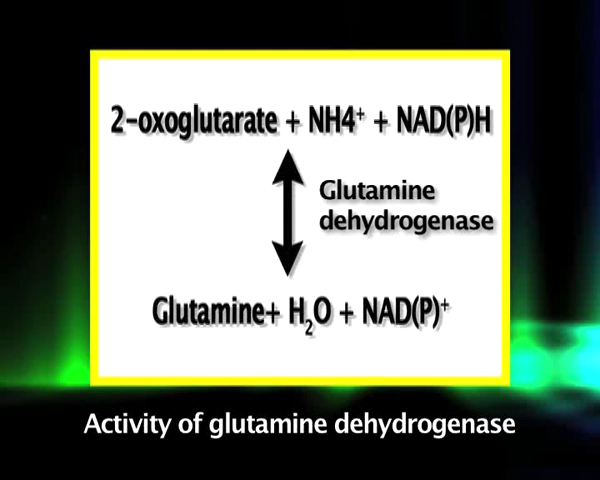 2-oxoglutarate + NH4⁺ + NAD(P)H
Glutamine
dehydrogenase
Glutamine+ H₂O + NAD(P)⁺
Activity of glutamine dehydrogenase